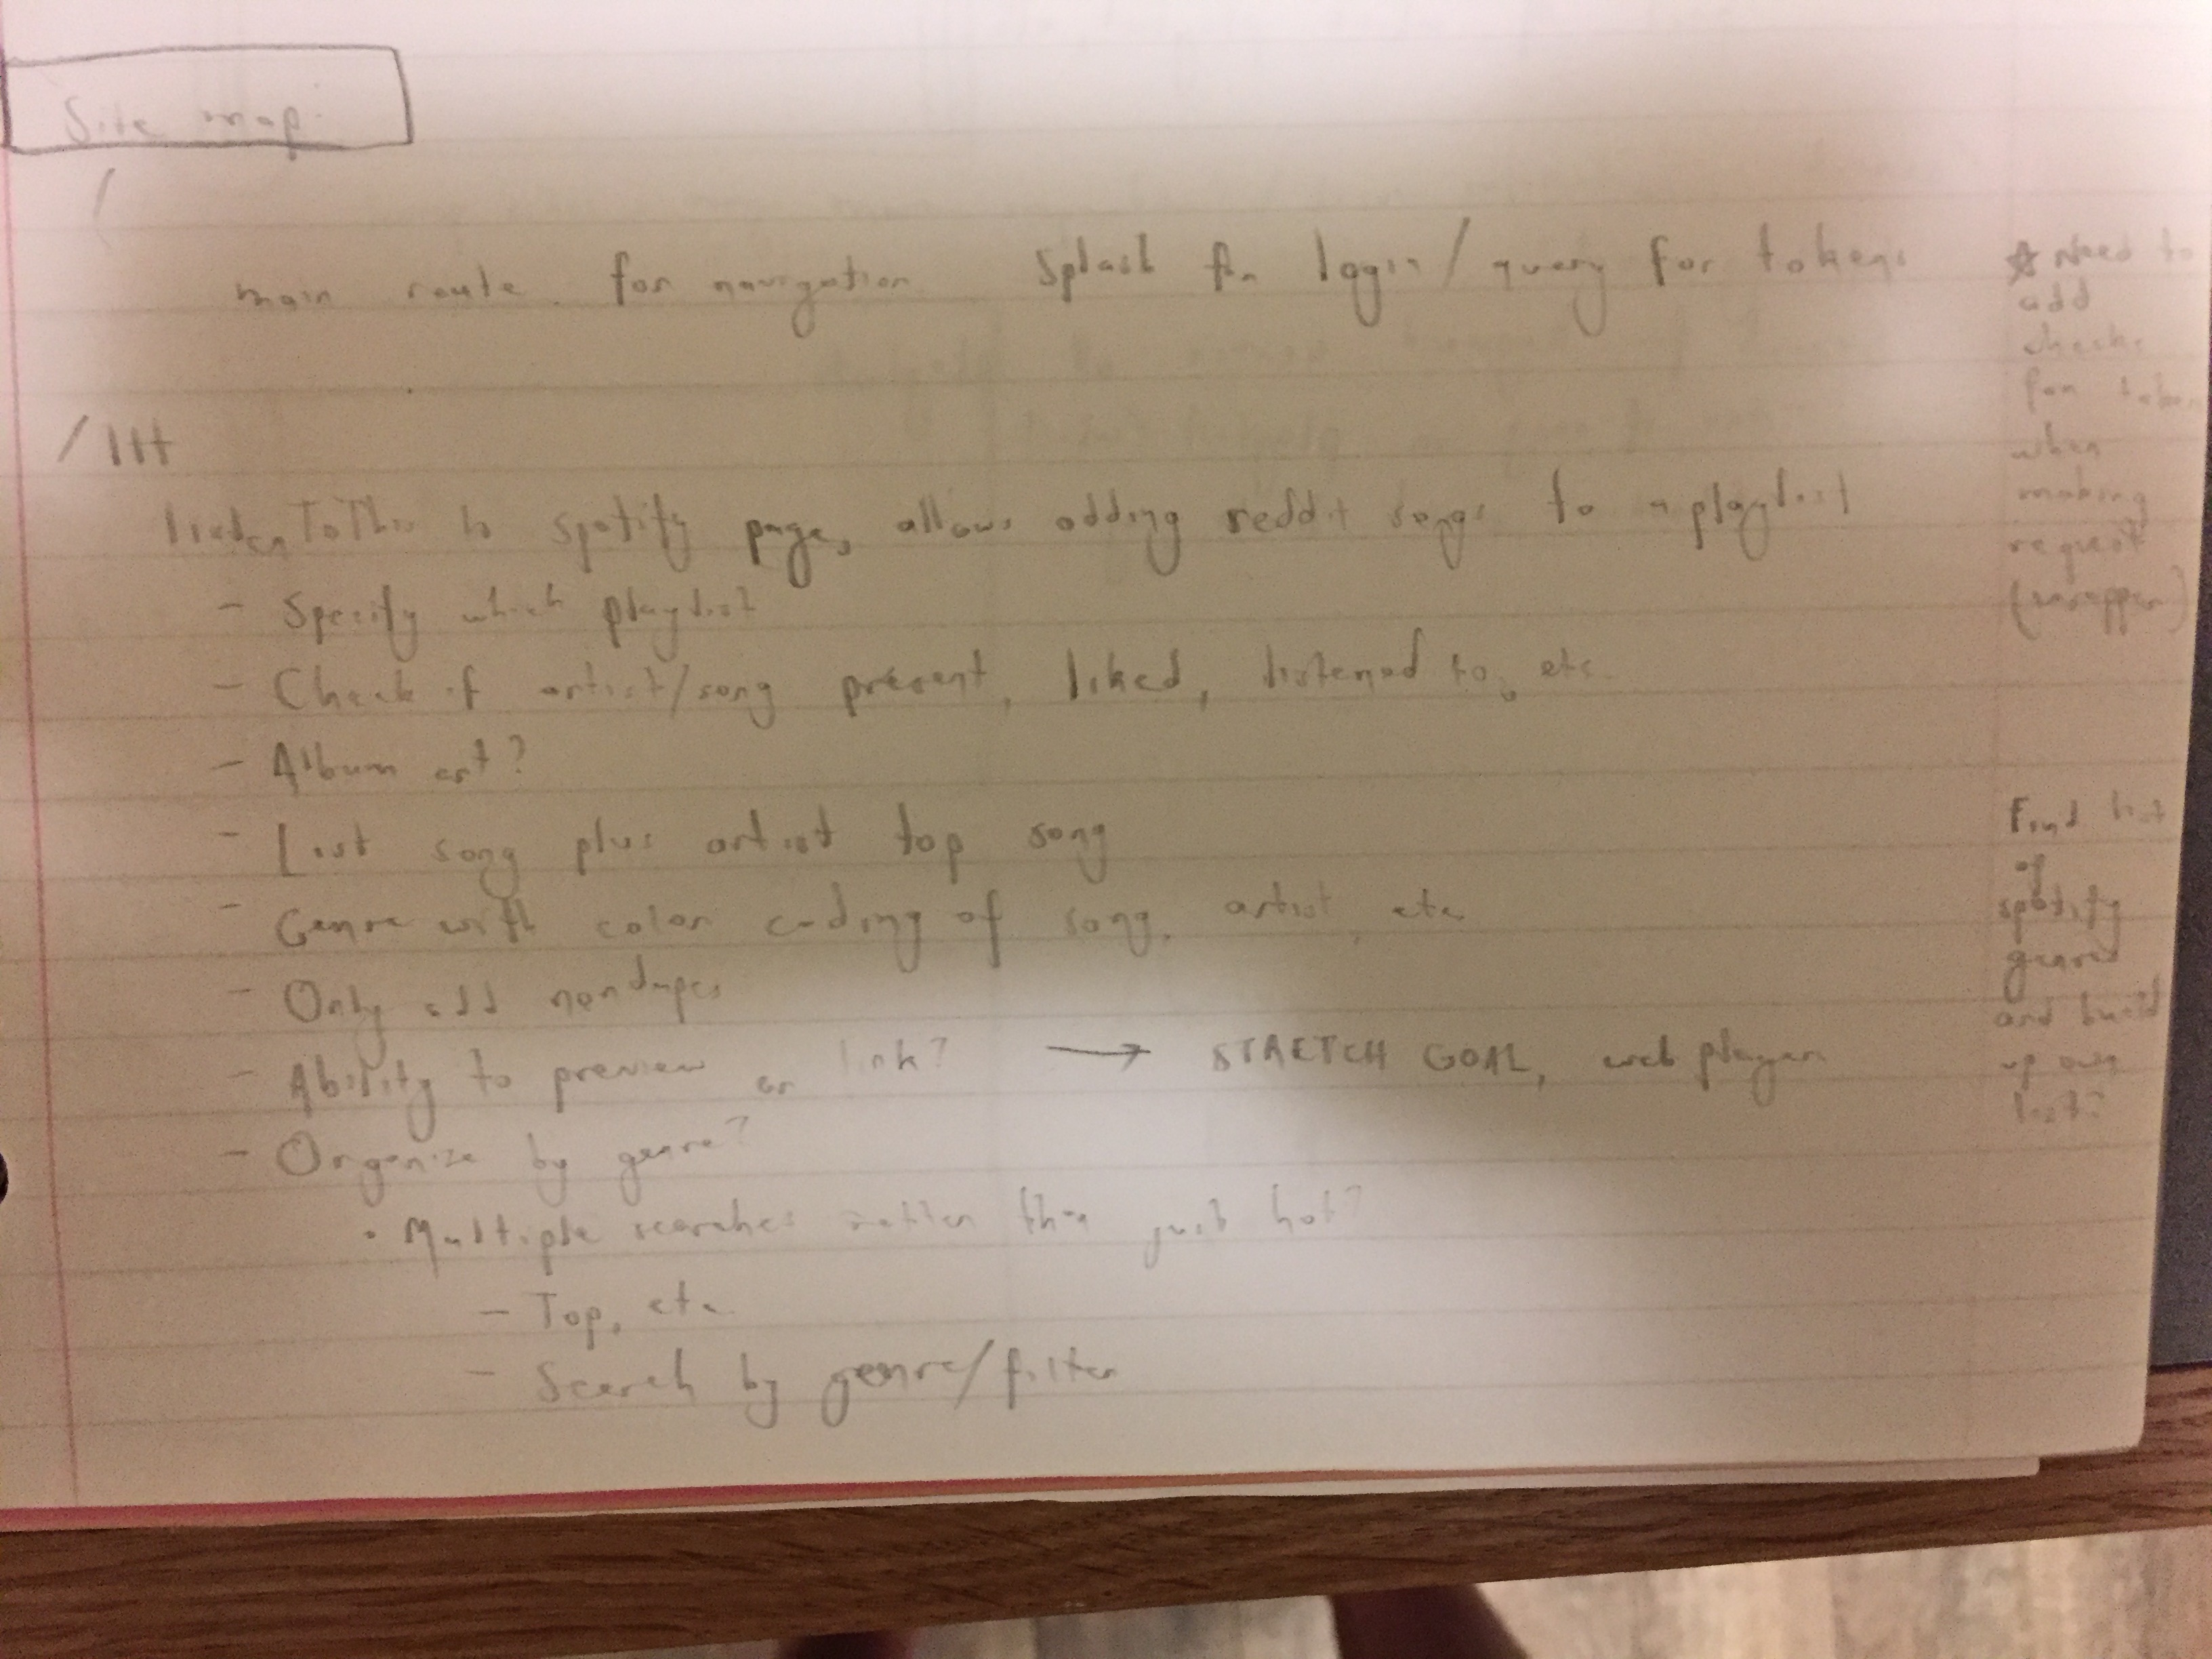 Site map:
/
main route for navigation Splash for login/query for tokens
/ltt
listenToThis to spotify page, allows adding reddit songs to a playlist
- Specify which playlist
- Check if artist/song present, liked, listened to, etc.
- Album art?
- List song plus artist top song
- Genre with color coding of song, artist, etc.
- Only add nondupes
- Ability to preview or link? → STRETCH GOAL, web player
- Organize by genre?
• Multiple searches rather than just hot?
- Top, etc.
- Search by genre/filter
☆ Need to
add
checks
for token
when
making
request
(wrapper)
Find list
of
spotify
genres
and build
up own
list?